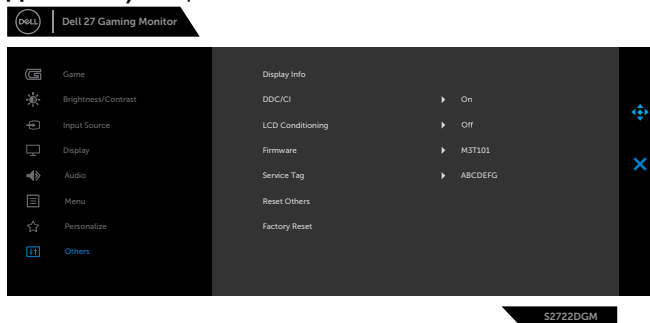 DELL Dell 27 Gaming Monitor
Game Display Info
Brightness/Contrast DDC/CI On
Input Source LCD Conditioning Off
Display Firmware M3T101
Audio Service Tag ABCDEFG
Menu Reset Others
Personalize Factory Reset
Others
S2722DGM